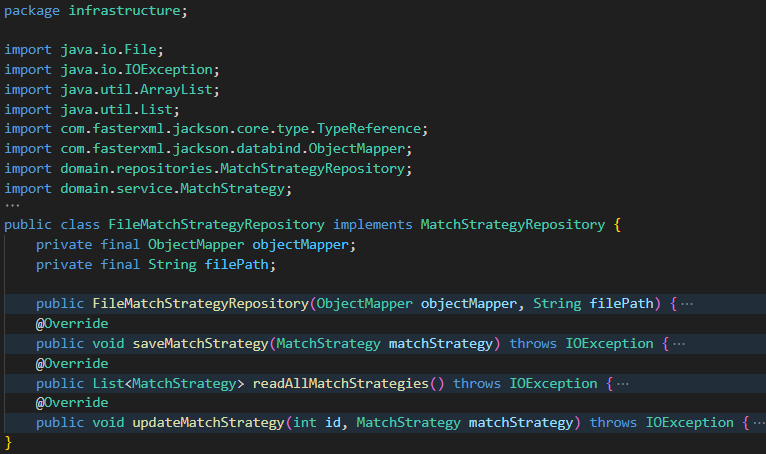 package infrastructure;
import java.io.File;
import java.io.IOException;
import java.util.ArrayList;
import java.util.List;
import com.fasterxml.jackson.core.type.TypeReference;
import com.fasterxml.jackson.databind.ObjectMapper;
import domain.repositories.MatchStrategyRepository;
import domain.service.MatchStrategy;
···
public class FileMatchStrategyRepository implements MatchStrategyRepository {
    private final ObjectMapper objectMapper;
    private final String filePath;
    public FileMatchStrategyRepository(ObjectMapper objectMapper, String filePath) {···
    @Override
    public void saveMatchStrategy(MatchStrategy matchStrategy) throws IOException {···
    @Override
    public List<MatchStrategy> readAllMatchStrategies() throws IOException {···
    @Override
    public void updateMatchStrategy(int id, MatchStrategy matchStrategy) throws IOException {···
}